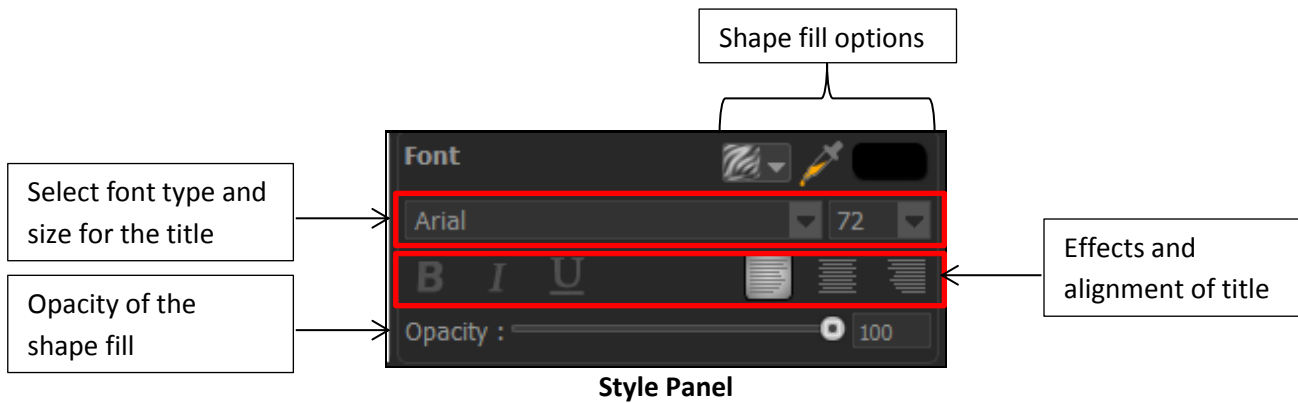 Shape fill options
Font
Select font type and
size for the title
Arial
72
B I U
Effects and
alignment of title
Opacity of the
shape fill
Opacity :
100
Style Panel